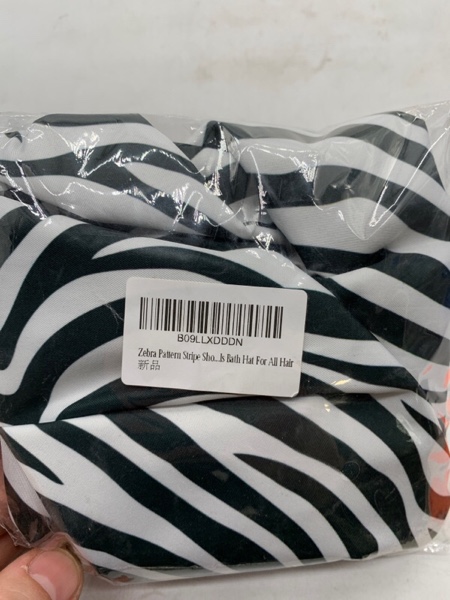 B09LLXDDDN
Zebra Pattern Stripe Sho...ls Bath Hat For All Hair
新品